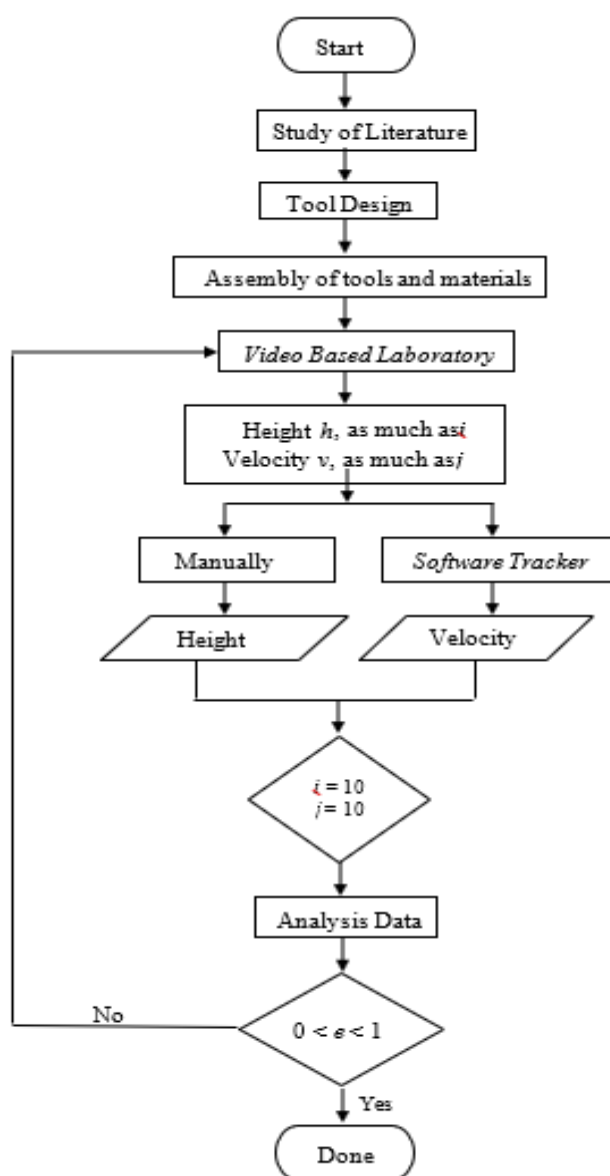 Start
Study of Literature
Tool Design
Assembly of tools and materials
Video Based Laboratory
Height h, as much as i
Velocity v, as much as j
Manually
Software Tracker
Height
Velocity
i = 10
j = 10
Analysis Data
No
0 < e < 1
Yes
Done